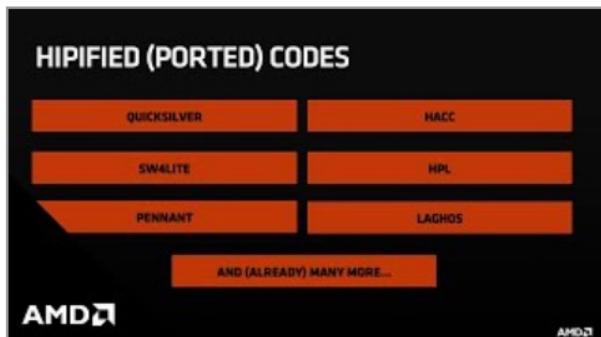 HIPIFIED (PORTED) CODES
QUICKSILVER
HACC
SW4LITE
HPL
PENNANT
LAGHOS
AND (ALREADY) MANY MORE...
AMD
AMD